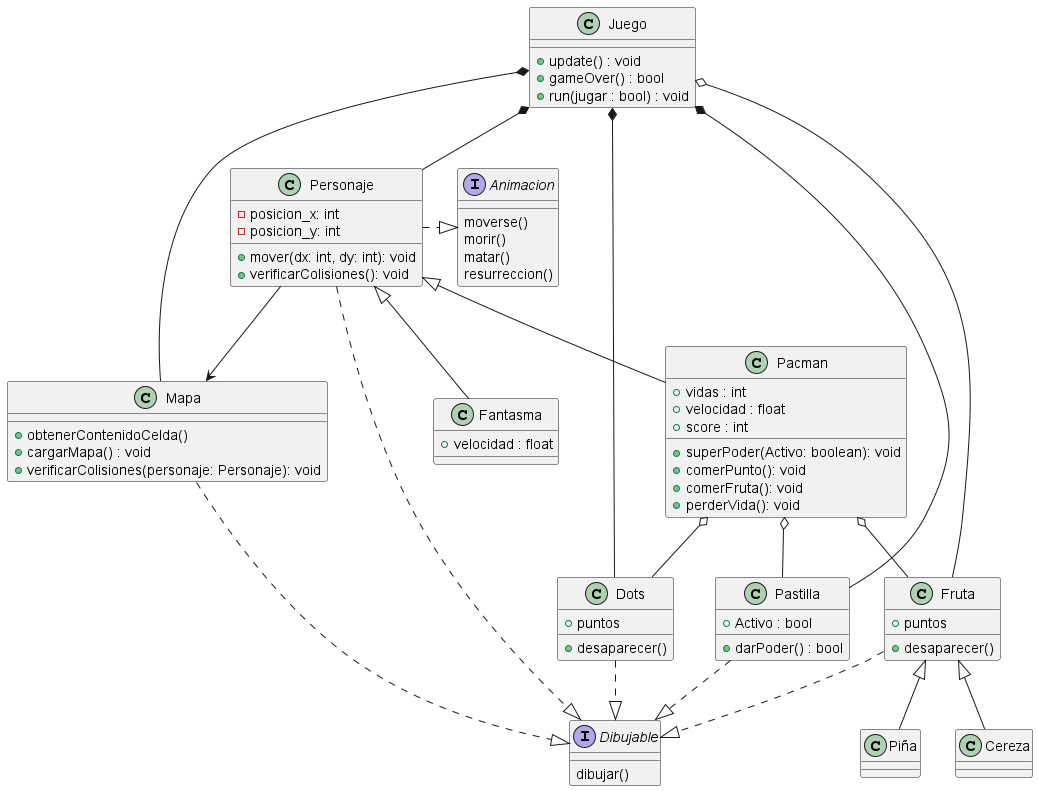 C Juego
update() : void
gameOver() : bool
run(jugar : bool) : void
C Personaje
posicion_x: int
posicion_y: int
mover(dx: int, dy: int): void
verificarColisiones(): void
I Animacion
moverse()
morir()
matar()
resurreccion()
C Mapa
obtenerContenidoCelda()
cargarMapa() : void
verificarColisiones(personaje: Personaje): void
C Fantasma
velocidad : float
C Pacman
vidas : int
velocidad : float
score : int
superPoder(Activo: boolean): void
comerPunto(): void
comerFruta(): void
perderVida(): void
C Dots
puntos
desaparecer()
C Pastilla
Activo : bool
darPoder() : bool
C Fruta
puntos
desaparecer()
I Dibujable
dibujar()
C Piña
C Cereza